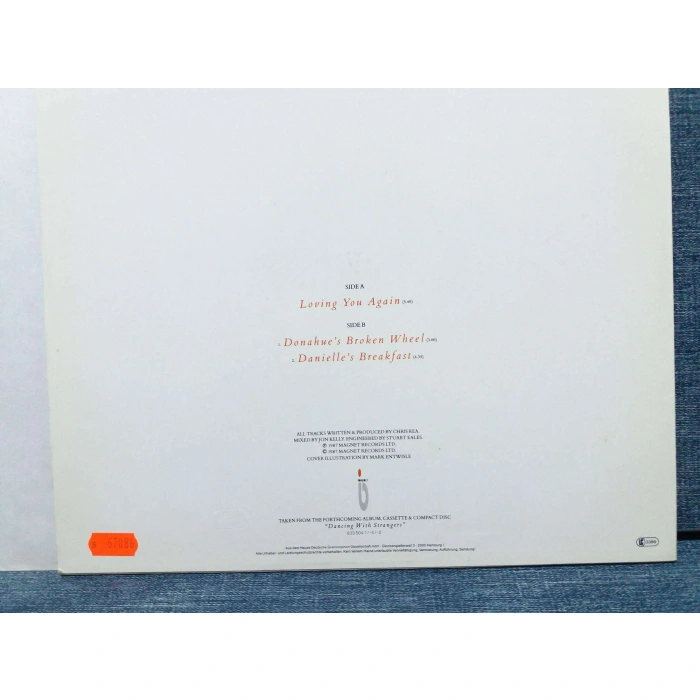 SIDE A
Loving You Again
SIDE B
1. Donahue's Broken Wheel
2. Danielle's Breakfast
ALL TRACKS WRITTEN & PRODUCED BY CHRIS REA.
MIXED BY JON KELLY. ENGINEERED BY STUART EALES.
℗ 1987 MAGNET RECORDS LTD.
© 1987 MAGNET RECORDS LTD.
COVER ILLUSTRATION BY MARK ENTWISLE
MAGNET
TAKEN FROM THE FORTHCOMING ALBUM, CASSETTE & COMPACT DISC
"Dancing With Strangers"